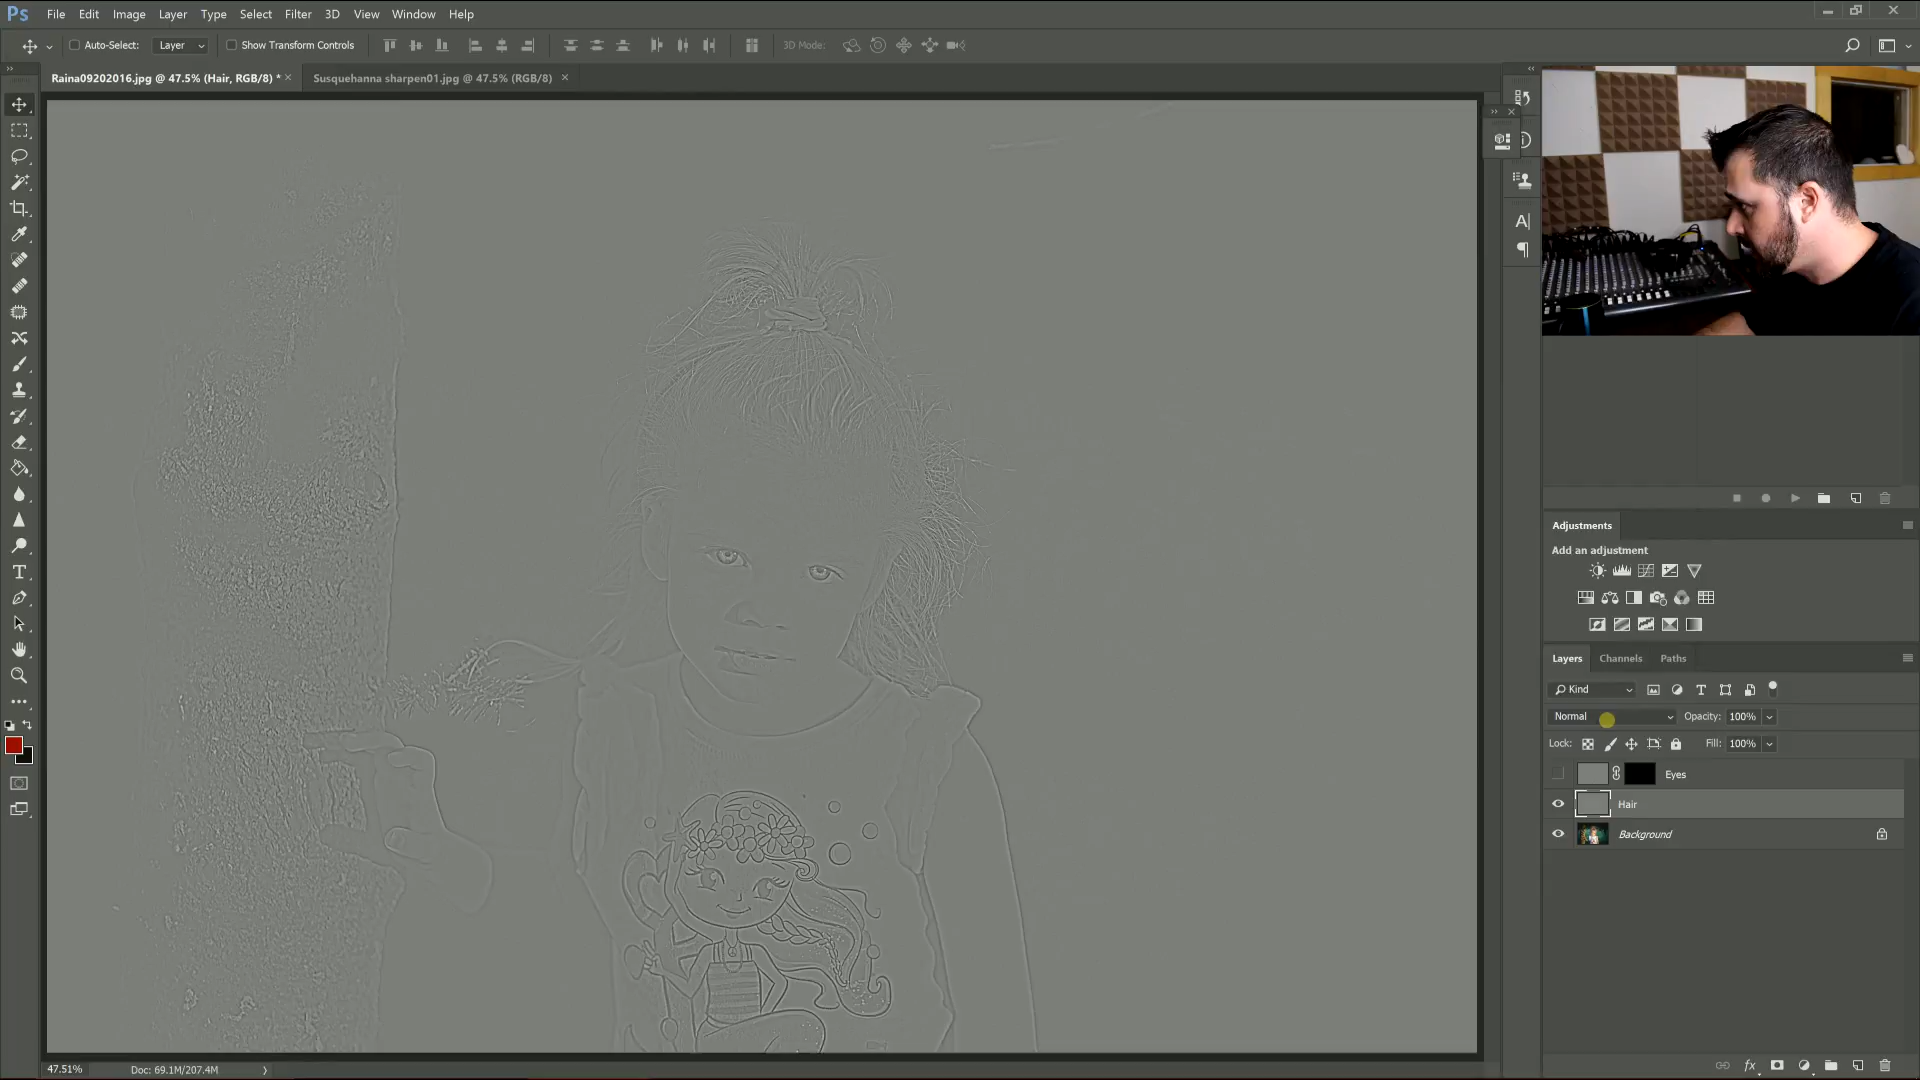 Ps File Edit Image Layer Type Select Filter 3D View Window Help
Auto-Select: Layer Show Transform Controls 3D Mode:
Raina09202016.jpg @ 47.5% (Hair, RGB/8) * × Susquehanna sharpen01.jpg @ 47.5% (RGB/8) ×
Adjustments
Add an adjustment
Layers Channels Paths
Kind
Normal Opacity: 100%
Lock: Fill: 100%
Eyes
Hair
Background
47.51% Doc: 69.1M/207.4M